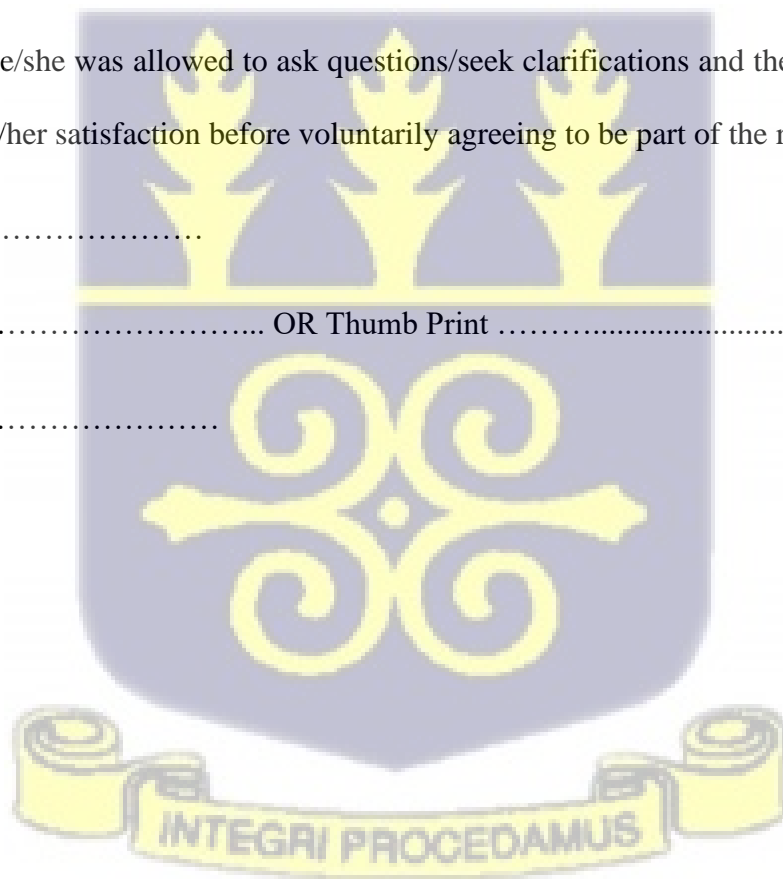 e/she was allowed to ask questions/seek clarifications and the
/her satisfaction before voluntarily agreeing to be part of the r
………………….
…………………….... OR Thumb Print ………........................
……………………
INTEGRI PROCEDAMUS